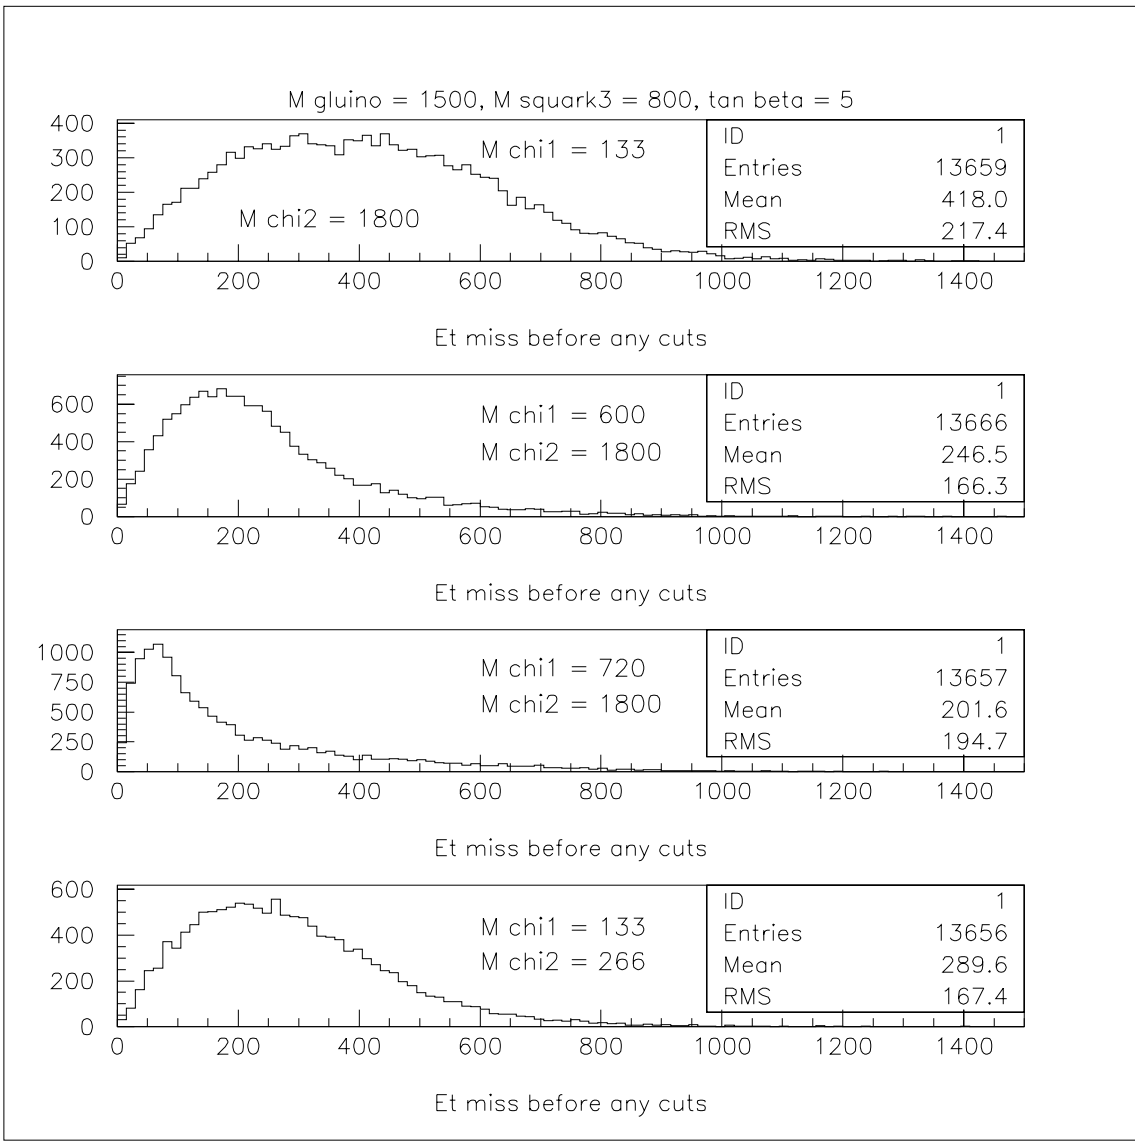 M gluino = 1500, M squark3 = 800, tan beta = 5
400
300
200
100
0
M chi1 = 133
M chi2 = 1800
ID 1
Entries 13659
Mean 418.0
RMS 217.4
0 200 400 600 800 1000 1200 1400
Et miss before any cuts
600
400
200
0
M chi1 = 600
M chi2 = 1800
ID 1
Entries 13666
Mean 246.5
RMS 166.3
0 200 400 600 800 1000 1200 1400
Et miss before any cuts
1000
750
500
250
0
M chi1 = 720
M chi2 = 1800
ID 1
Entries 13657
Mean 201.6
RMS 194.7
0 200 400 600 800 1000 1200 1400
Et miss before any cuts
600
400
200
0
M chi1 = 133
M chi2 = 266
ID 1
Entries 13656
Mean 289.6
RMS 167.4
0 200 400 600 800 1000 1200 1400
Et miss before any cuts